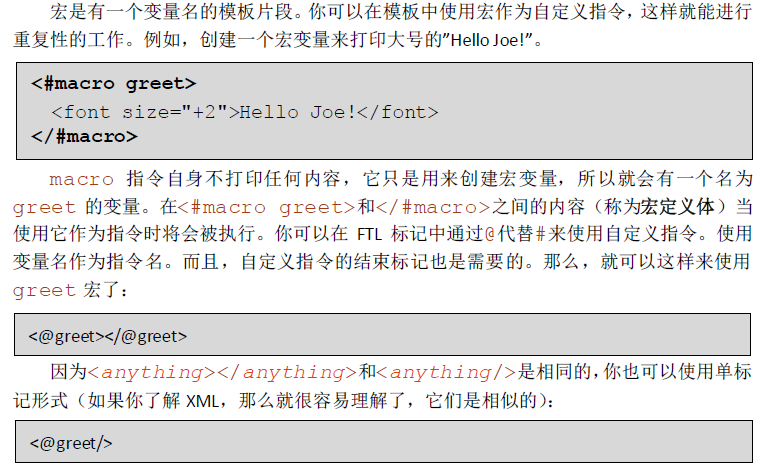 宏是有一个变量名的模板片段。你可以在模板中使用宏作为自定义指令，这样就能进行
重复性的工作。例如，创建一个宏变量来打印大号的”Hello Joe!”。
<#macro greet>
<font size="+2">Hello Joe!</font>
</#macro>
macro 指令自身不打印任何内容，它只是用来创建宏变量，所以就会有一个名为
greet 的变量。在<#macro greet>和</#macro>之间的内容（称为宏定义体）当
使用它作为指令时将会被执行。你可以在 FTL 标记中通过@代替#来使用自定义指令。使用
变量名作为指令名。而且，自定义指令的结束标记也是需要的。那么，就可以这样来使用
greet 宏了：
<@greet></@greet>
因为<anything></anything>和<anything/>是相同的，你也可以使用单标
记形式（如果你了解 XML，那么就很容易理解了，它们是相似的）：
<@greet/>